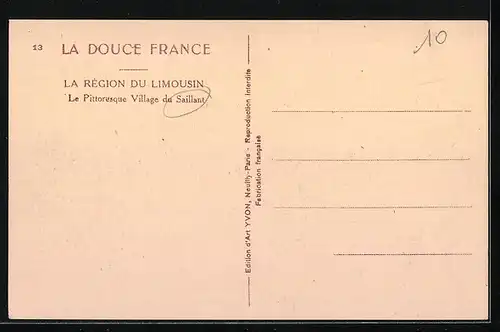 13 LA DOUCE FRANCE
LA RÉGION DU LIMOUSIN
Le Pittoresque Village du Saillant
Edition d'Art YVON, Neuilly-Paris - Reproduction interdite
Fabrication française
10